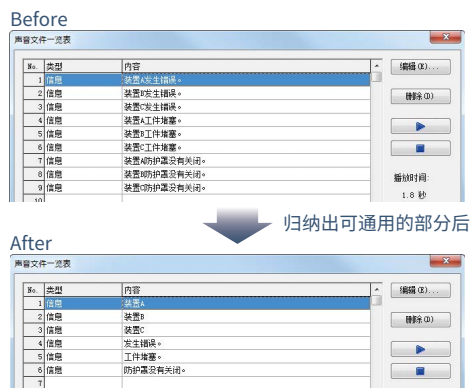 Before
声音文件一览表
No. 类型 内容
1 信息 装置A发生错误。
2 信息 装置B发生错误。
3 信息 装置C发生错误。
4 信息 装置A工件堵塞。
5 信息 装置B工件堵塞。
6 信息 装置C工件堵塞。
7 信息 装置A防护罩没有关闭。
8 信息 装置B防护罩没有关闭。
9 信息 装置C防护罩没有关闭。
10
编辑(E)...
删除(D)
播放时间:
1.8 秒
归纳出可通用的部分后
After
声音文件一览表
No. 类型 内容
1 信息 装置A
2 信息 装置B
3 信息 装置C
4 信息 发生错误。
5 信息 工件堵塞。
6 信息 防护罩没有关闭。
7
编辑(E)...
删除(D)